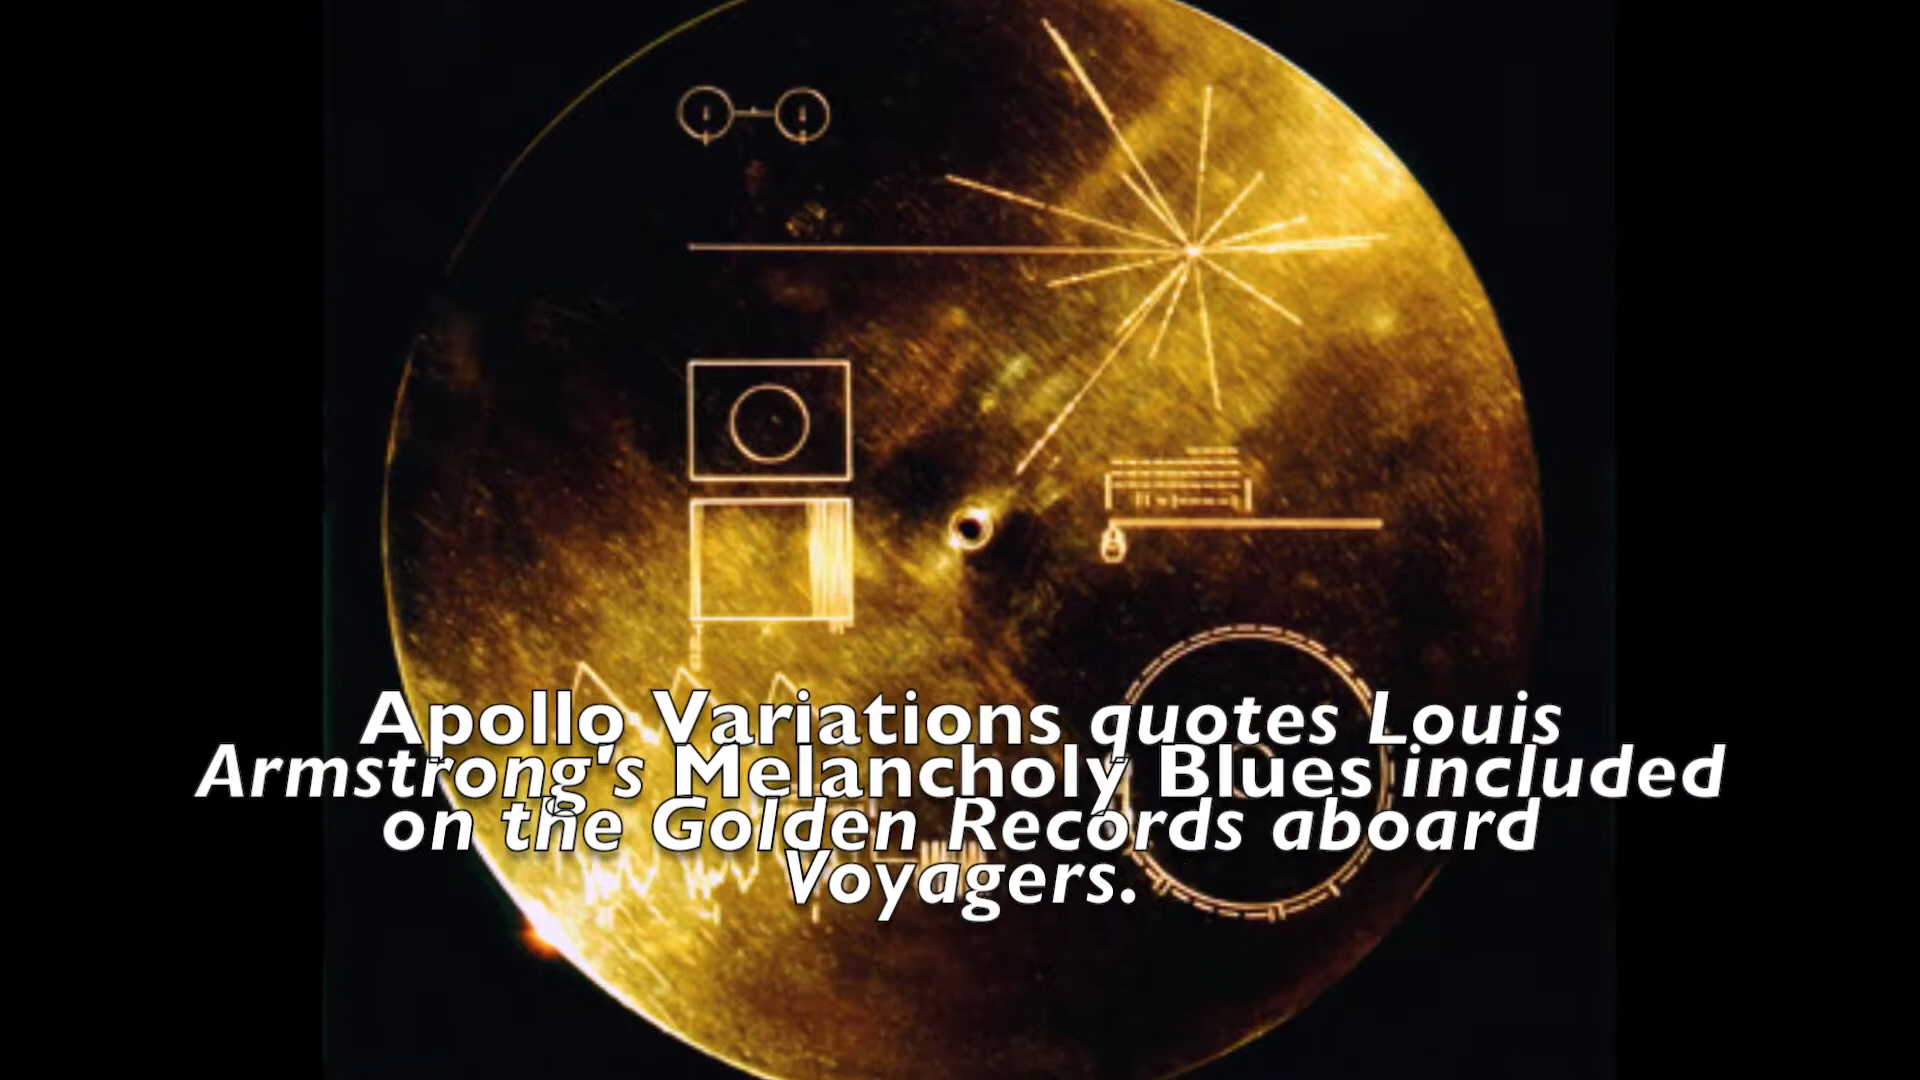 Apollo Variations quotes Louis
Armstrong's Melancholy Blues included
on the Golden Records aboard
Voyagers.